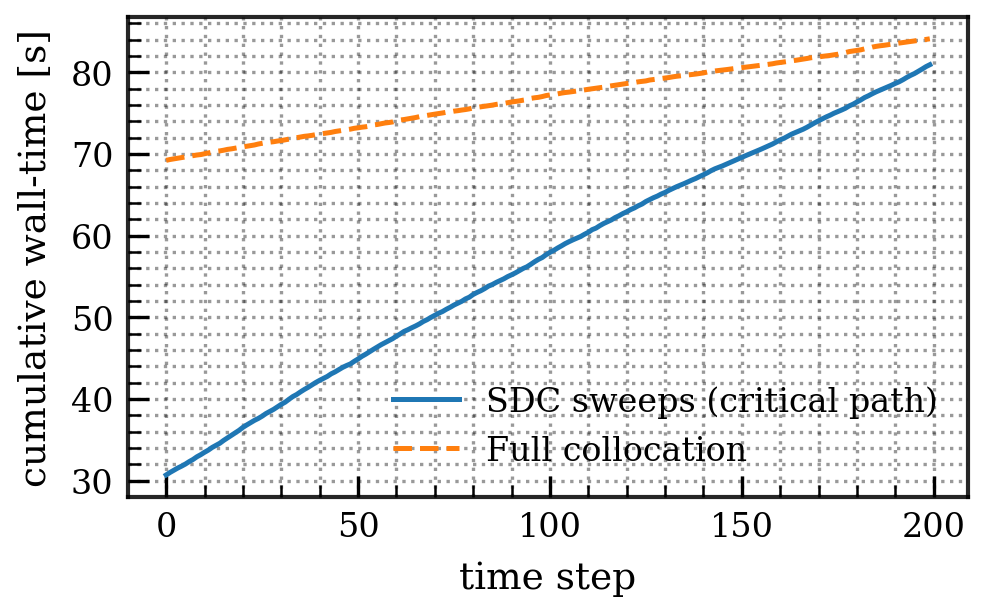 cumulative wall-time [s]
80
70
60
50
40
30
SDC sweeps (critical path)
Full collocation
0 50 100 150 200
time step